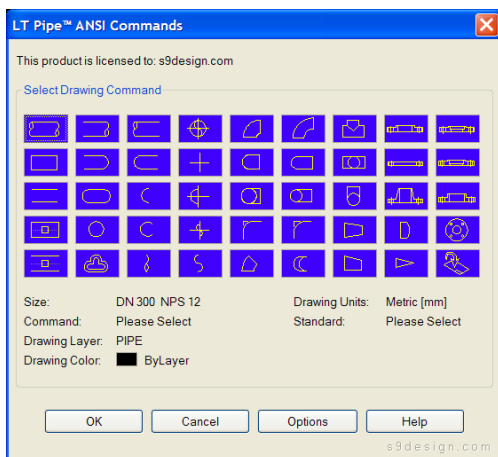 LT Pipe™ ANSI Commands
This product is licensed to: s9design.com
Select Drawing Command
Size: DN 300 NPS 12 Drawing Units: Metric [mm]
Command: Please Select Standard: Please Select
Drawing Layer: PIPE
Drawing Color: ByLayer
OK Cancel Options Help
s9design.com